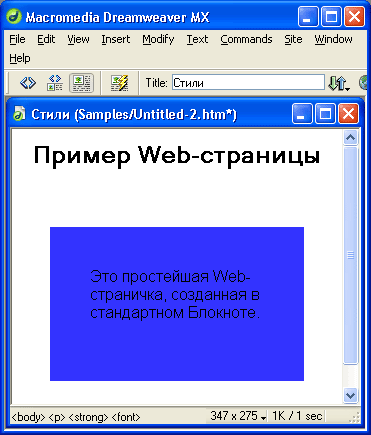 Macromedia Dreamweaver MX
File Edit View Insert Modify Text Commands Site Window
Help
Title: Стили
Стили (Samples/Untitled-2.htm*)
Пример Web-страницы
Это простейшая Web-
страничка, созданная в
стандартном Блокноте.
<body> <p> <strong> <font> 347 x 275 1K / 1 sec